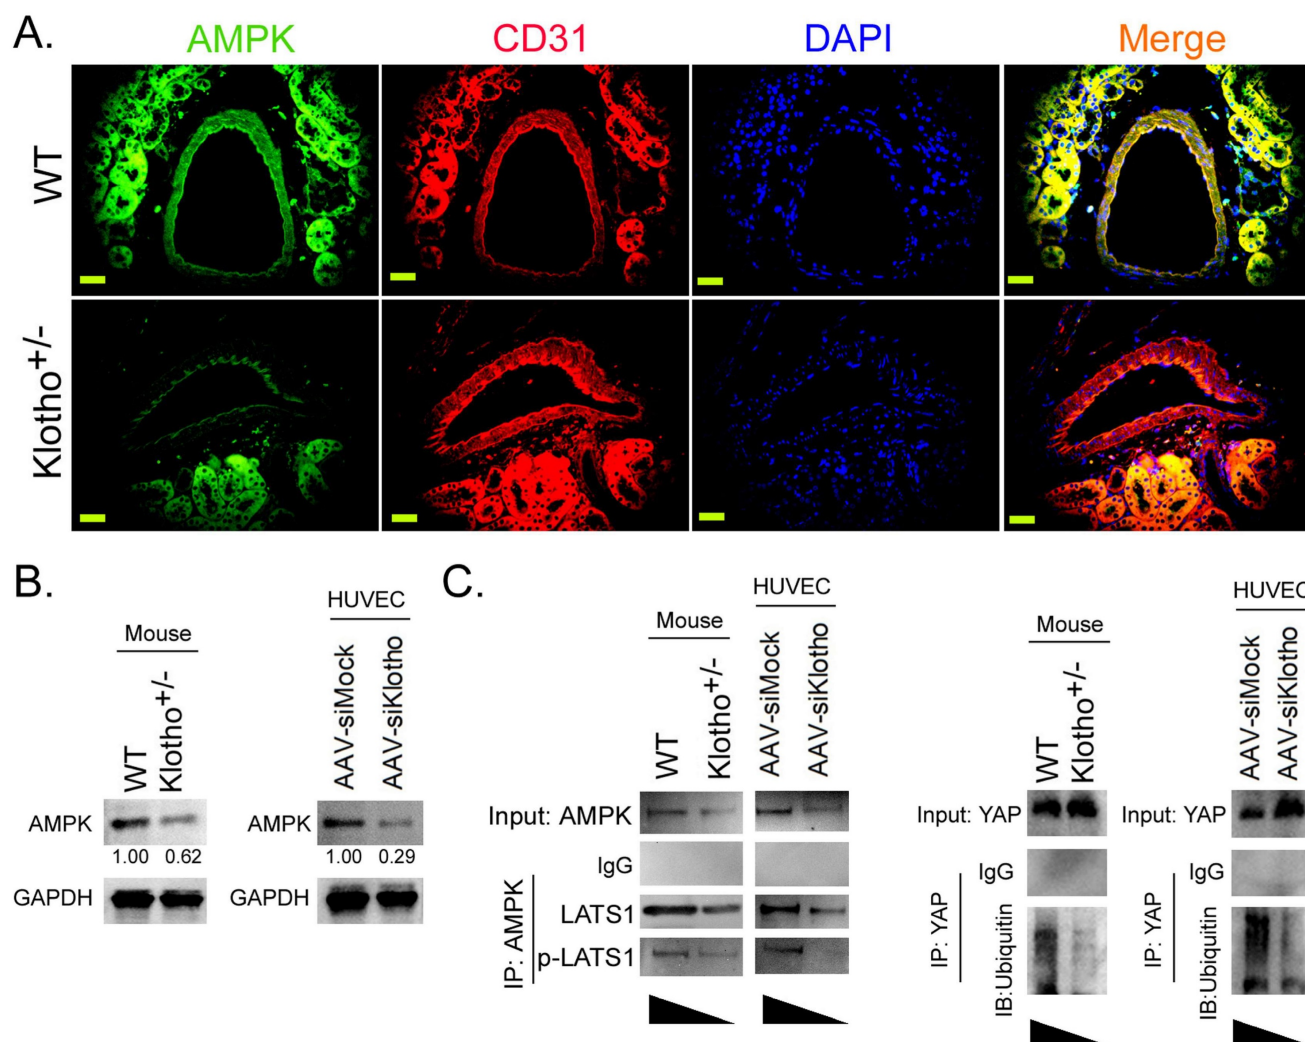 A.
AMPK
CD31
DAPI
Merge
WT
Klotho+/-
B.
Mouse
WT
Klotho+/-
AMPK
1.00 0.62
GAPDH
HUVEC
AAV-siMock
AAV-siKlotho
AMPK
1.00 0.29
GAPDH
C.
Mouse
WT
Klotho+/-
HUVEC
AAV-siMock
AAV-siKlotho
Input: AMPK
IP: AMPK
IgG
LATS1
p-LATS1
Mouse
WT
Klotho+/-
Input: YAP
IP: YAP
IgG
IB:Ubiquitin
HUVEC
AAV-siMock
AAV-siKlotho
Input: YAP
IP: YAP
IgG
IB:Ubiquitin